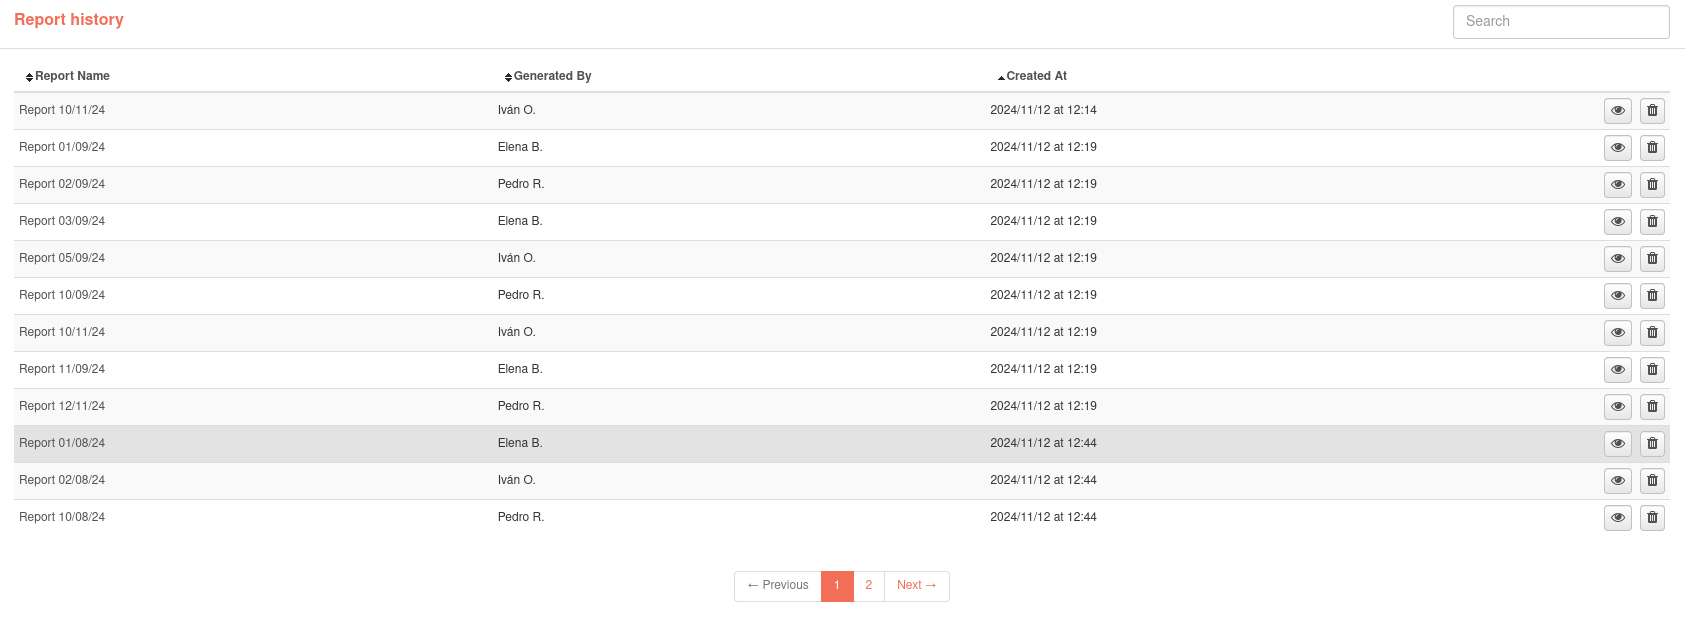 Report history
Search
Report Name Generated By Created At
Report 10/11/24 Iván O. 2024/11/12 at 12:14
Report 01/09/24 Elena B. 2024/11/12 at 12:19
Report 02/09/24 Pedro R. 2024/11/12 at 12:19
Report 03/09/24 Elena B. 2024/11/12 at 12:19
Report 05/09/24 Iván O. 2024/11/12 at 12:19
Report 10/09/24 Pedro R. 2024/11/12 at 12:19
Report 10/11/24 Iván O. 2024/11/12 at 12:19
Report 11/09/24 Elena B. 2024/11/12 at 12:19
Report 12/11/24 Pedro R. 2024/11/12 at 12:19
Report 01/08/24 Elena B. 2024/11/12 at 12:44
Report 02/08/24 Iván O. 2024/11/12 at 12:44
Report 10/08/24 Pedro R. 2024/11/12 at 12:44
← Previous 1 2 Next →